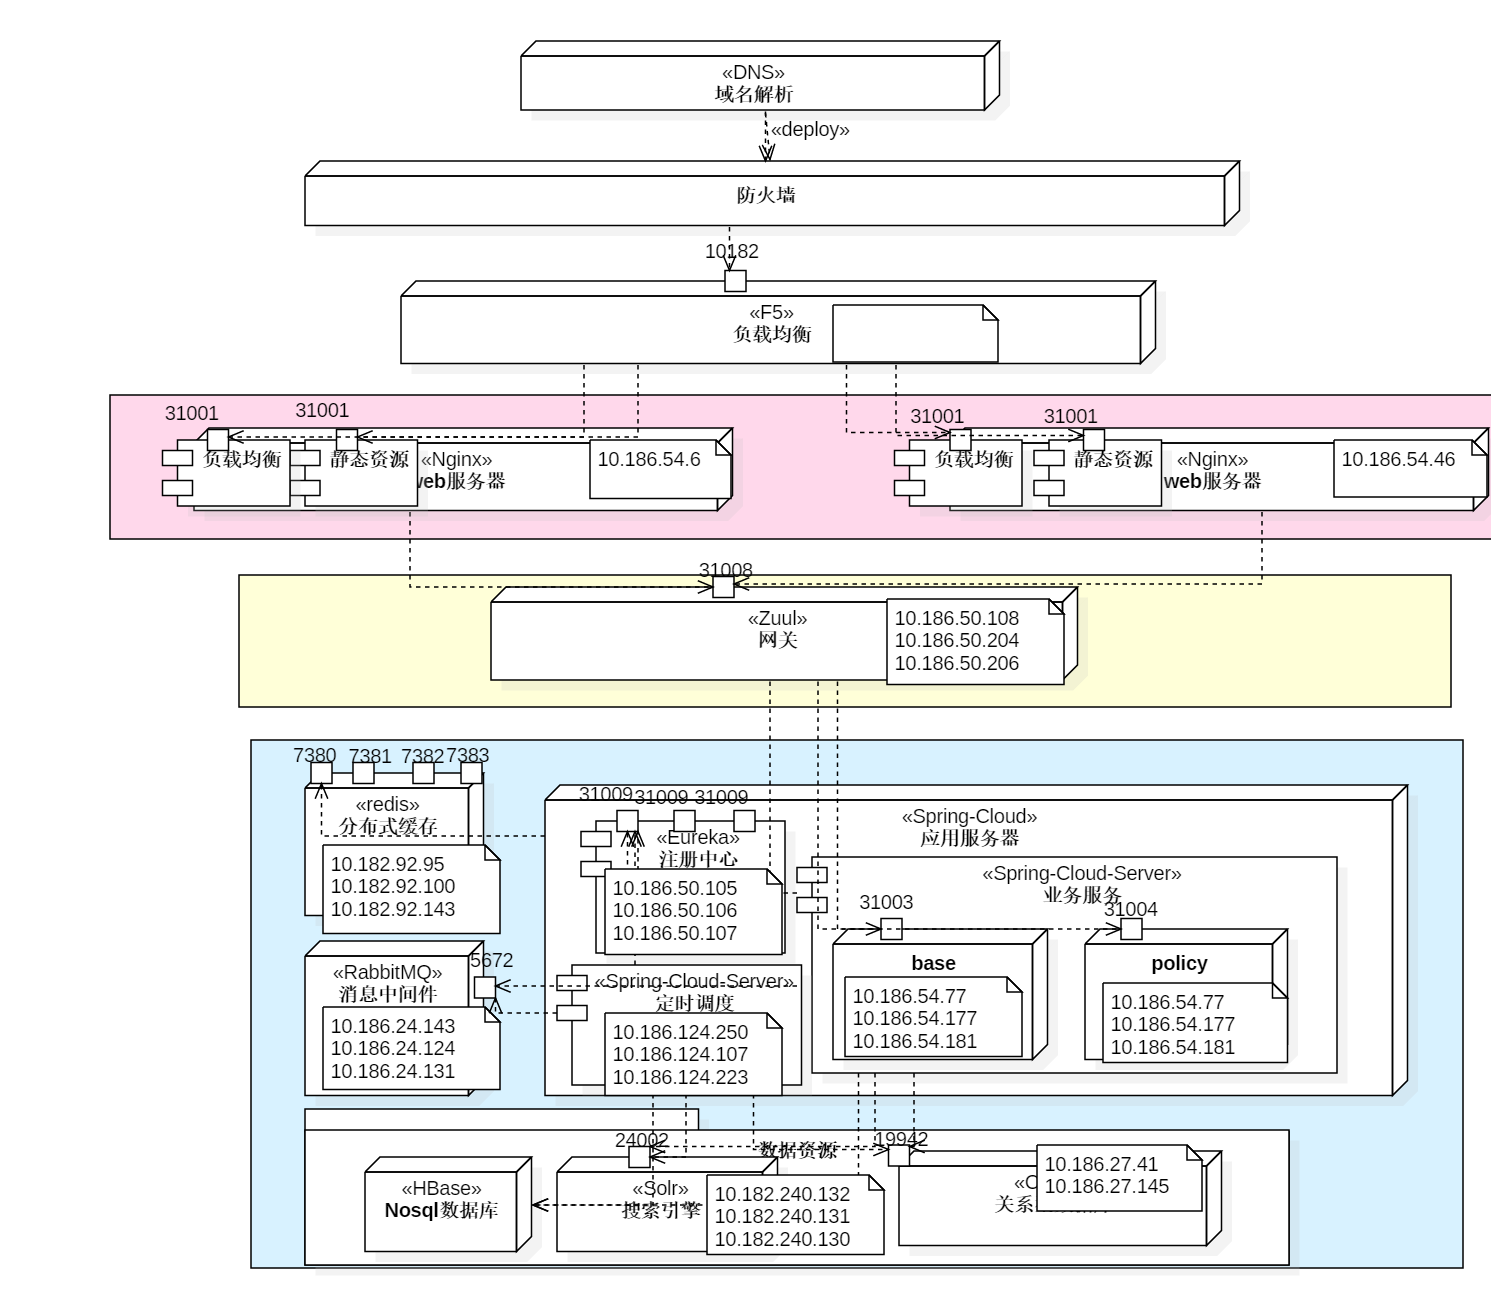 «DNS»
域名解析
«deploy»
防火墙
10182
«F5»
负载均衡
31001
31001
负载均衡
静态资源
«Nginx»
web服务器
10.186.54.6
31001
31001
负载均衡
静态资源
«Nginx»
web服务器
10.186.54.46
31008
«Zuul»
网关
10.186.50.108
10.186.50.204
10.186.50.206
7380
7381
7382
7383
«redis»
分布式缓存
10.182.92.95
10.182.92.100
10.182.92.143
«RabbitMQ»
消息中间件
5672
10.186.24.143
10.186.24.124
10.186.24.131
«Spring-Cloud»
应用服务器
31009
31009
31009
«Eureka»
注册中心
10.186.50.105
10.186.50.106
10.186.50.107
«Spring-Cloud-Server»
定时调度
10.186.124.250
10.186.124.107
10.186.124.223
«Spring-Cloud-Server»
业务服务
31003
base
10.186.54.77
10.186.54.177
10.186.54.181
31004
policy
10.186.54.77
10.186.54.177
10.186.54.181
数据资源
«HBase»
Nosql数据库
24002
«Solr»
搜索引擎
10.182.240.132
10.182.240.131
10.182.240.130
19942
关系
10.186.27.41
10.186.27.145